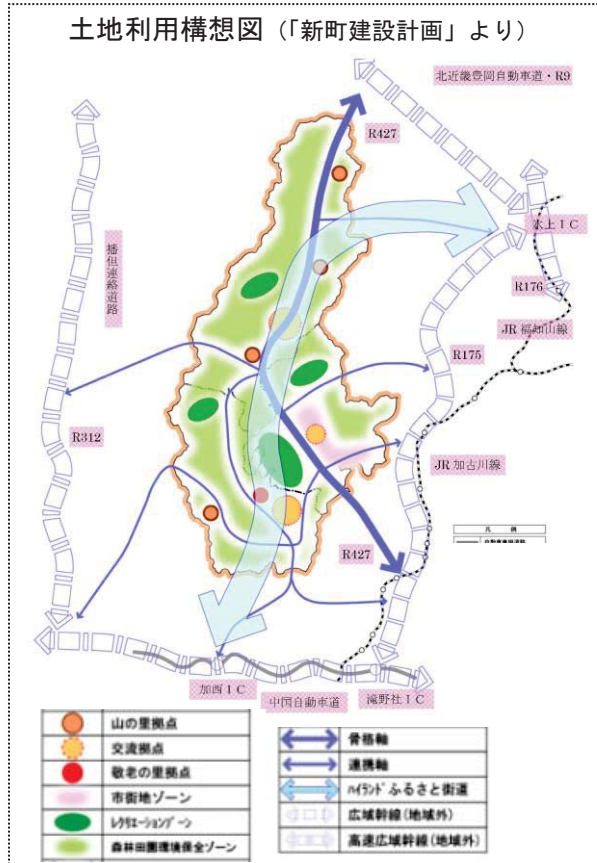 土地利用構想図（「新町建設計画」より）
北近畿豊岡自動車道・R9
R427
播但連絡道路
氷上ＩＣ
R176
JR 福知山線
R175
R312
JR 加古川線
凡 例
R427
加西ＩＣ
中国自動車道
滝野社ＩＣ
山の里拠点
交流拠点
敬老の里拠点
市街地ゾーン
ﾚｸﾘｴｰｼｮﾝｿﾞｰﾝ
森林田園環境保全ゾーン
骨格軸
連携軸
ﾊｲﾗﾝﾄﾞふるさと街道
広域幹線(地域外)
高速広域幹線(地域外)